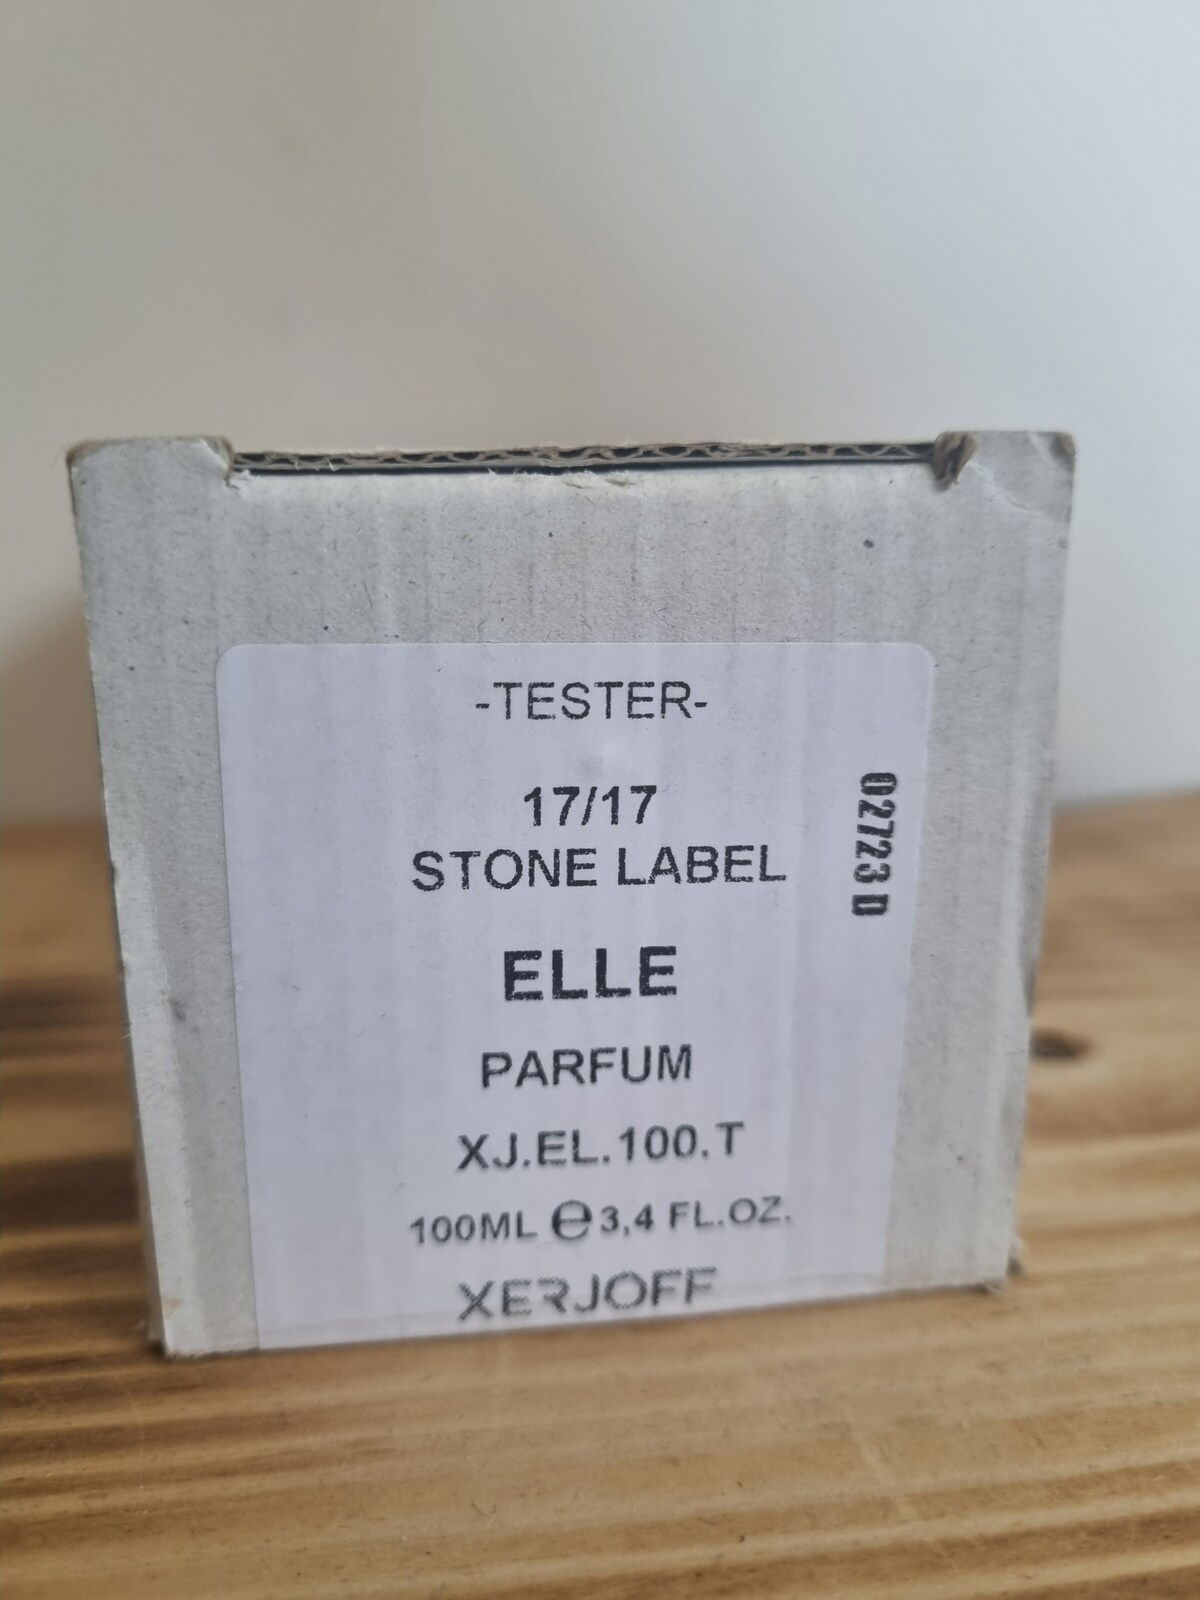 -TESTER-
17/17
STONE LABEL
ELLE
PARFUM
XJ.EL.100.T
100ML ℮ 3,4 FL.OZ.
XERJOFF
02723 D